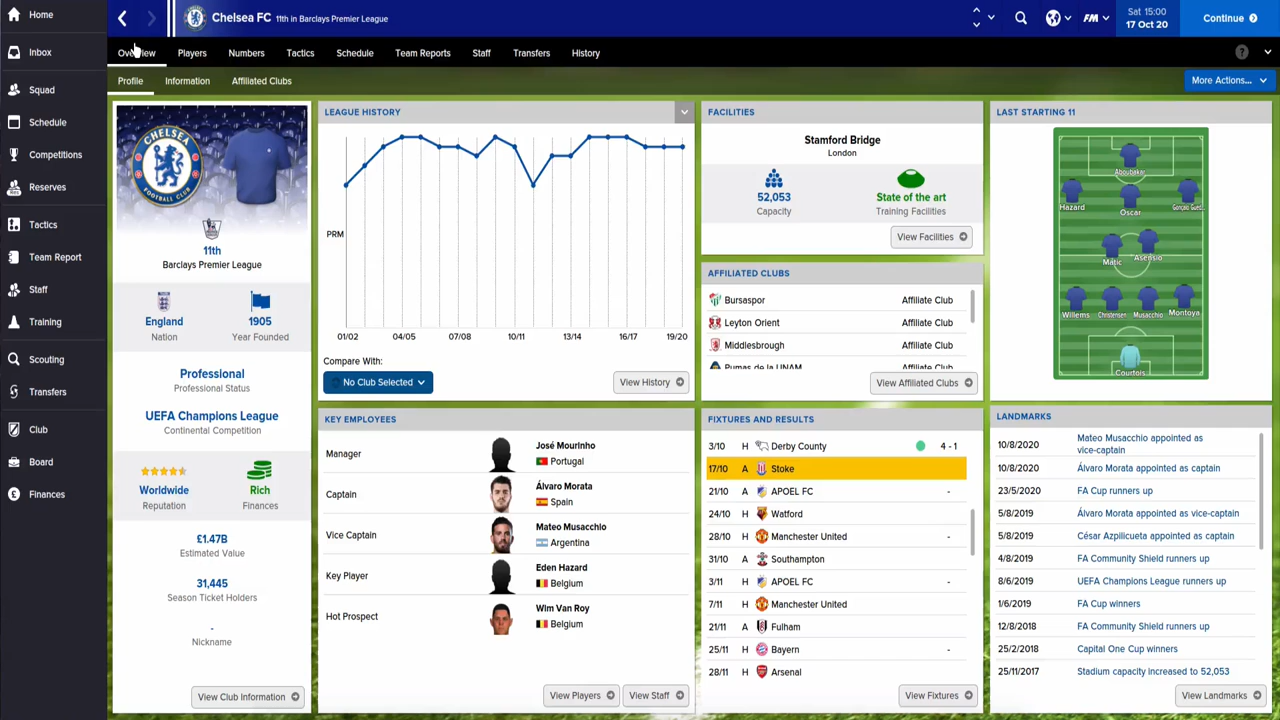 Home
Inbox
Squad
Schedule
Competitions
Reserves
Tactics
Team Report
Staff
Training
Scouting
Transfers
Club
Board
Finances
Chelsea FC 11th in Barclays Premier League
FM
Sat 15:00
17 Oct 20
Continue
Overview Players Numbers Tactics Schedule Team Reports Staff Transfers History
?
Profile Information Affiliated Clubs
More Actions...
CHELSEA
FOOTBALL CLUB
11th
Barclays Premier League
England
Nation
1905
Year Founded
Professional
Professional Status
UEFA Champions League
Continental Competition
Worldwide
Reputation
Rich
Finances
£1.47B
Estimated Value
31,445
Season Ticket Holders
-
Nickname
View Club Information
LEAGUE HISTORY
PRM
01/02 04/05 07/08 10/11 13/14 16/17 19/20
Compare With:
No Club Selected
View History
KEY EMPLOYEES
Manager
José Mourinho
Portugal
Captain
Álvaro Morata
Spain
Vice Captain
Mateo Musacchio
Argentina
Key Player
Eden Hazard
Belgium
Hot Prospect
Wim Van Roy
Belgium
View Players
View Staff
FACILITIES
Stamford Bridge
London
52,053
Capacity
State of the art
Training Facilities
View Facilities
AFFILIATED CLUBS
Bursaspor Affiliate Club
Leyton Orient Affiliate Club
Middlesbrough Affiliate Club
Pumas de la UNAM Affiliate Club
View Affiliated Clubs
FIXTURES AND RESULTS
3/10 H Derby County 4 - 1
17/10 A Stoke
21/10 A APOEL FC -
24/10 H Watford
28/10 H Manchester United -
31/10 A Southampton
3/11 H APOEL FC -
7/11 H Manchester United
21/11 A Fulham
25/11 H Bayern -
28/11 H Arsenal
View Fixtures
LAST STARTING 11
Aboubakar
Hazard
Oscar
Gonçalo Gued...
Matic
Asensio
Willems
Christensen
Musacchio
Montoya
Courtois
LANDMARKS
10/8/2020 Mateo Musacchio appointed as
vice-captain
10/8/2020 Álvaro Morata appointed as captain
23/5/2020 FA Cup runners up
5/8/2019 Álvaro Morata appointed as vice-captain
5/8/2019 César Azpilicueta appointed as captain
4/8/2019 FA Community Shield runners up
8/6/2019 UEFA Champions League runners up
1/6/2019 FA Cup winners
12/8/2018 FA Community Shield runners up
25/2/2018 Capital One Cup winners
25/11/2017 Stadium capacity increased to 52,053
View Landmarks